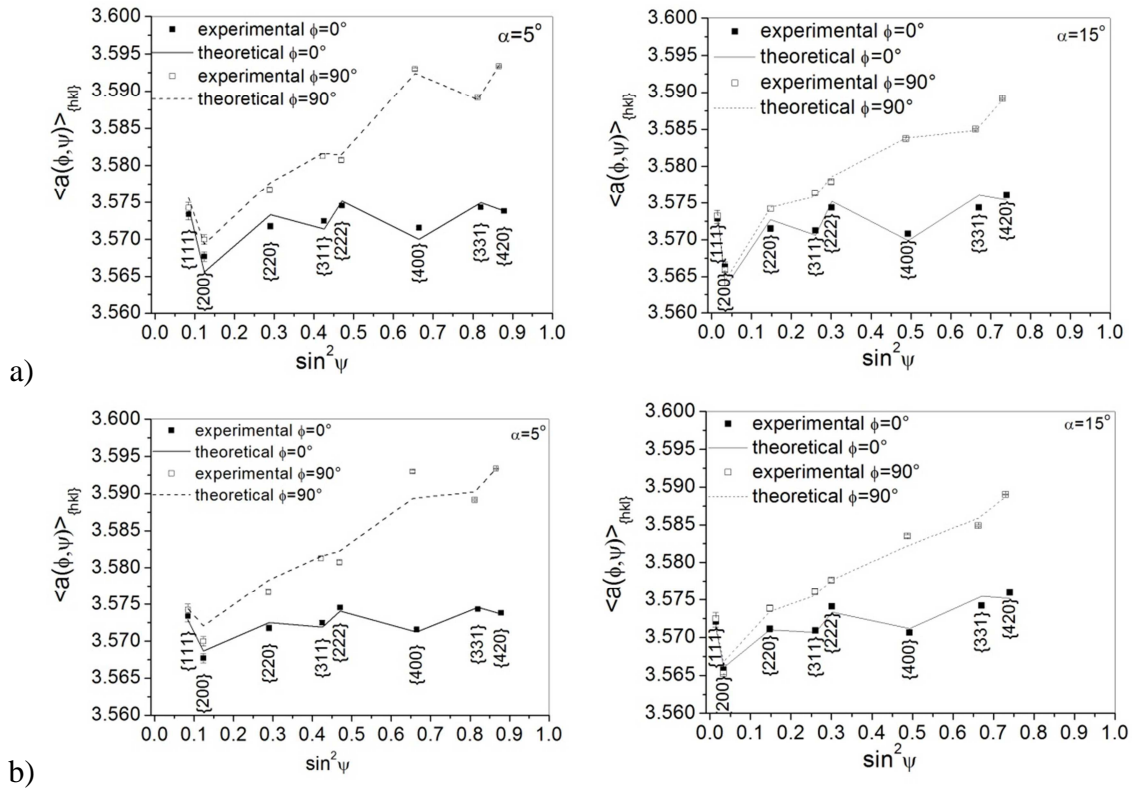 experimental ϕ=0°
theoretical ϕ=0°
experimental ϕ=90°
theoretical ϕ=90°
α=5°
3.600
3.595
3.590
3.585
3.580
3.575
3.570
3.565
3.560
<a(ϕ,ψ)>{hkl}
{111}
{200}
{220}
{311}
{222}
{400}
{331}
{420}
0.0 0.1 0.2 0.3 0.4 0.5 0.6 0.7 0.8 0.9 1.0
sin²ψ
experimental ϕ=0°
theoretical ϕ=0°
experimental ϕ=90°
theoretical ϕ=90°
α=15°
3.600
3.595
3.590
3.585
3.580
3.575
3.570
3.565
3.560
<a(ϕ,ψ)>{hkl}
{111}
{200}
{220}
{311}
{222}
{400}
{331}
{420}
0.0 0.1 0.2 0.3 0.4 0.5 0.6 0.7 0.8 0.9 1.0
sin²ψ
a)
experimental ϕ=0°
theoretical ϕ=0°
experimental ϕ=90°
theoretical ϕ=90°
α=5°
3.600
3.595
3.590
3.585
3.580
3.575
3.570
3.565
3.560
<a(ϕ,ψ)>{hkl}
{111}
{200}
{220}
{311}
{222}
{400}
{331}
{420}
0.0 0.1 0.2 0.3 0.4 0.5 0.6 0.7 0.8 0.9 1.0
sin²ψ
experimental ϕ=0°
theoretical ϕ=0°
experimental ϕ=90°
theoretical ϕ=90°
α=15°
3.600
3.595
3.590
3.585
3.580
3.575
3.570
3.565
3.560
<a(ϕ,ψ)>{hkl}
{111}
{200}
{220}
{311}
{222}
{400}
{331}
{420}
0.0 0.1 0.2 0.3 0.4 0.5 0.6 0.7 0.8 0.9 1.0
sin²ψ
b)